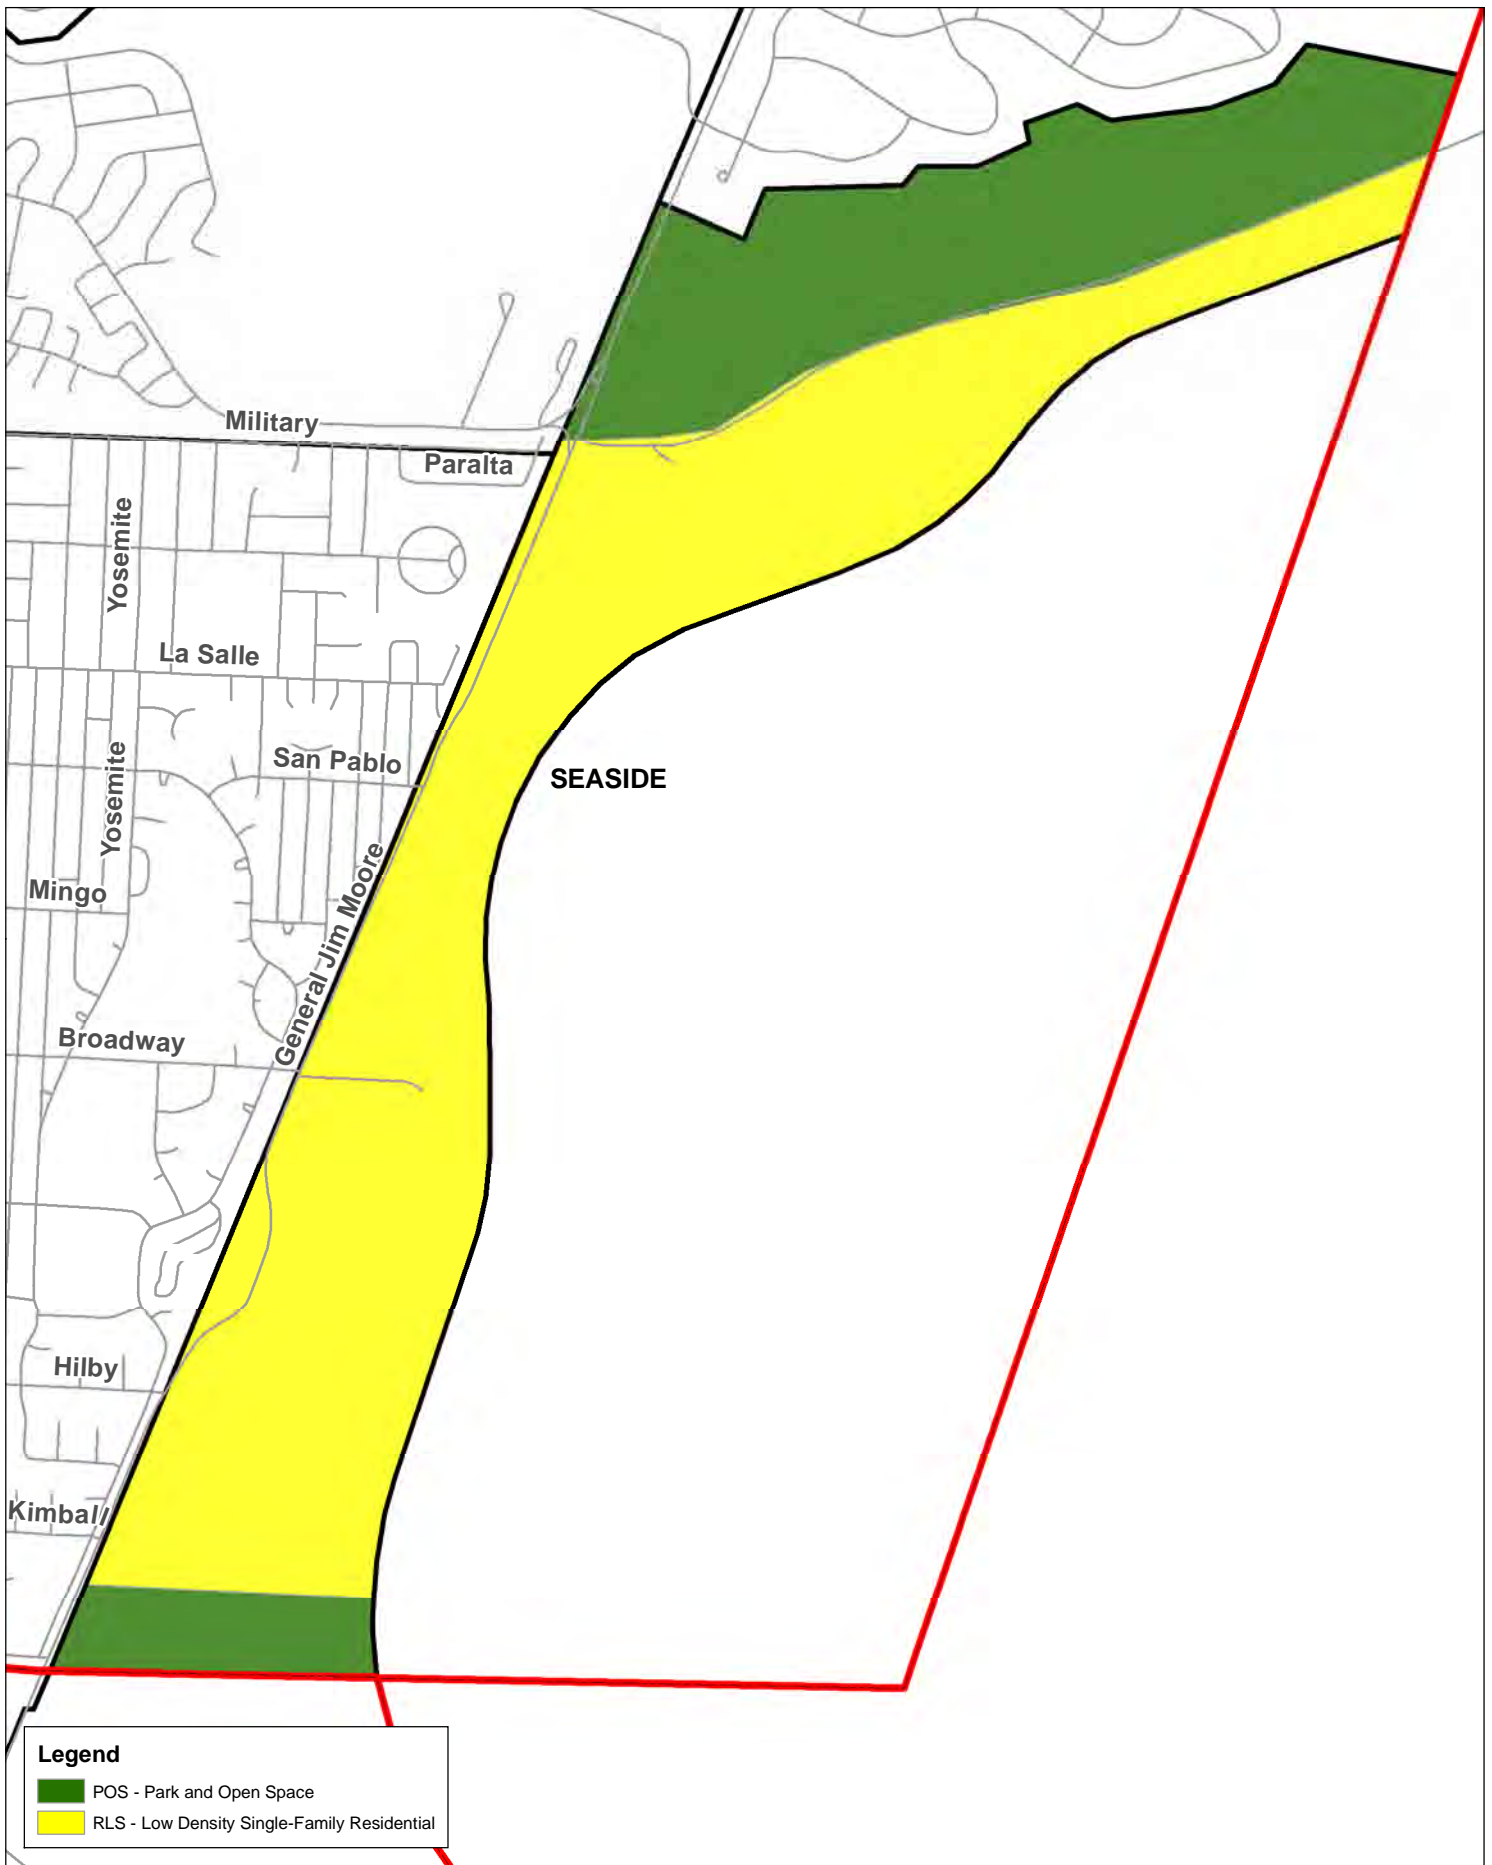 Military
Paralta
Yosemite
La Salle
San Pablo
SEASIDE
Yosemite
General Jim Moore
Mingo
Broadway
Hilby
Kimball
Legend
POS - Park and Open Space
RLS - Low Density Single-Family Residential